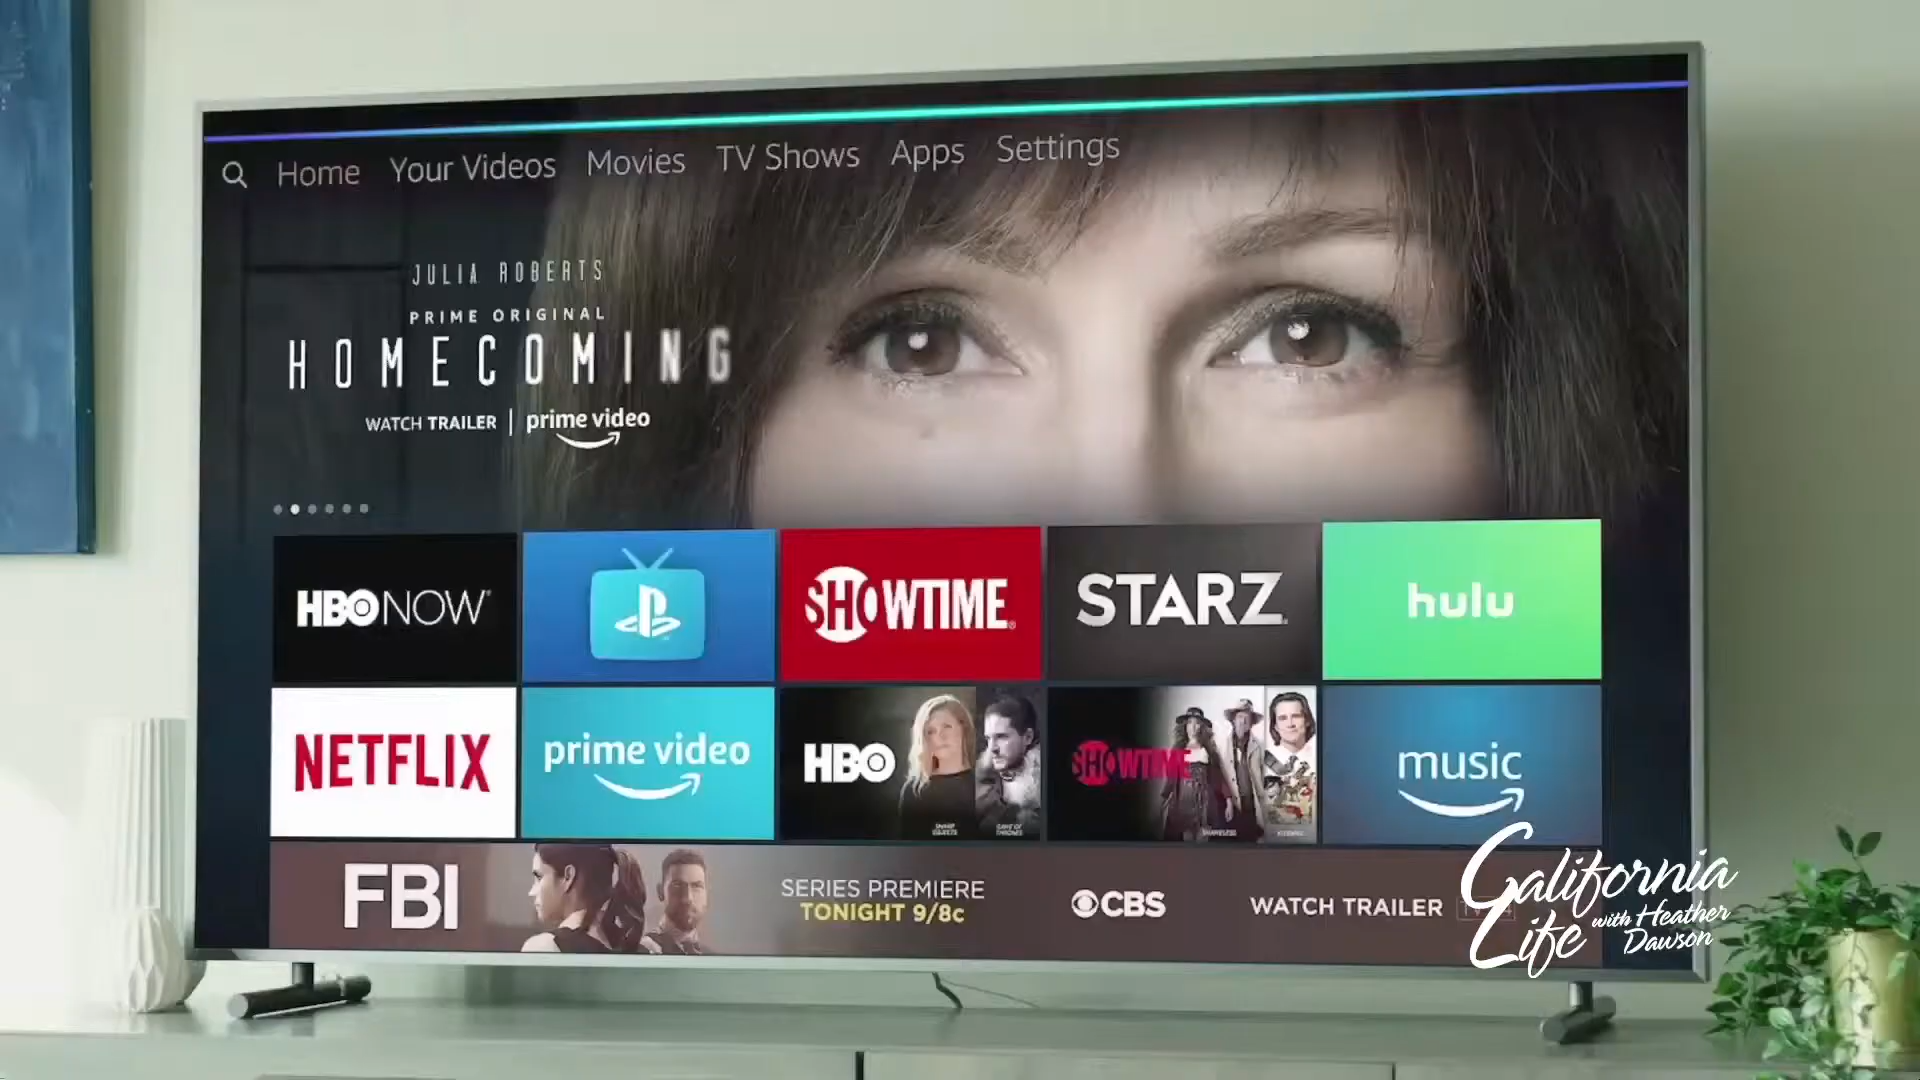 Home Your Videos Movies TV Shows Apps Settings
JULIA ROBERTS
PRIME ORIGINAL
HOMECOMING
WATCH TRAILER | prime video
HBO NOW
SHOWTIME
STARZ
hulu
NETFLIX
prime video
HBO
SHOWTIME
music
SHAMELESS
FBI
SERIES PREMIERE
TONIGHT 9/8c
CBS
WATCH TRAILER
California
Life with Heather
Dawson